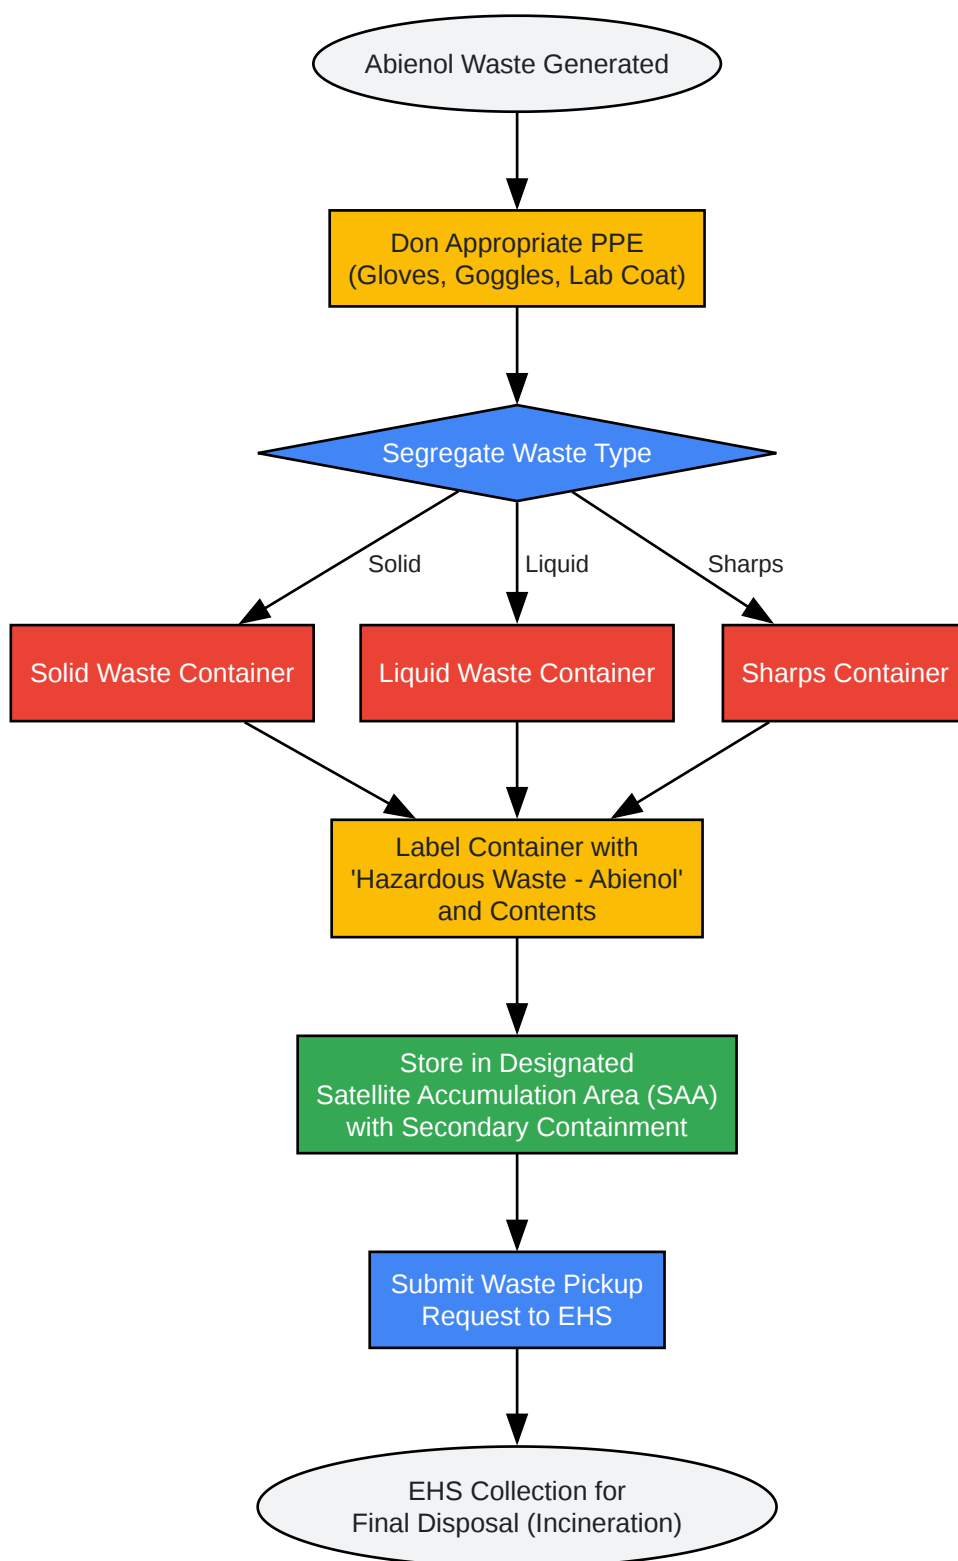 Abienol Waste Generated
Don Appropriate PPE
(Gloves, Goggles, Lab Coat)
Segregate Waste Type
Solid
Liquid
Sharps
Solid Waste Container
Liquid Waste Container
Sharps Container
Label Container with
'Hazardous Waste - Abienol'
and Contents
Store in Designated
Satellite Accumulation Area (SAA)
with Secondary Containment
Submit Waste Pickup
Request to EHS
EHS Collection for
Final Disposal (Incineration)